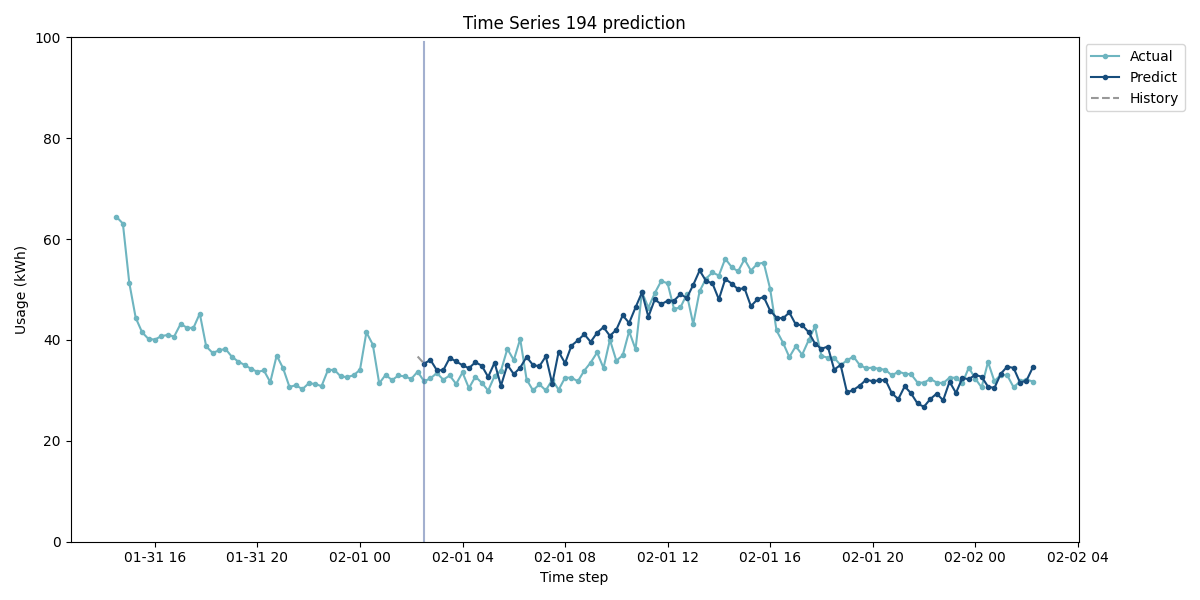 Time Series 194 prediction
100
80
60
40
20
0
Usage (kWh)
01-31 16
01-31 20
02-01 00
02-01 04
02-01 08
02-01 12
02-01 16
02-01 20
02-02 00
02-02 04
Time step
Actual
Predict
History